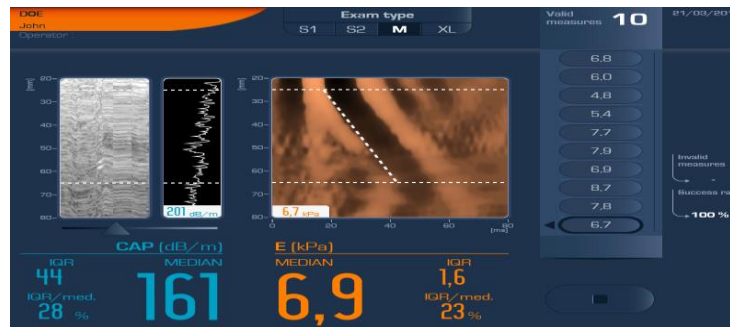 DOE
John
Operator :
Exam type
S1 S2 M XL
Valid measures 10
21/03/20
6.8
6.0
4.8
5.4
7.7
7.9
6.9
8.7
7.8
6.7
Invalid
measures
-
Success ra
100 %
[mm]
20
30
40
50
60
70
80
201 dB/m
[mm]
20
30
40
50
60
70
80
6,7 kPa
0 20 40 60 80
[ms]
CAP (dB/m)
IQR
44
IQR/med.
28 %
MEDIAN
161
E (kPa)
MEDIAN
6,9
IQR
1,6
IQR/med.
23 %